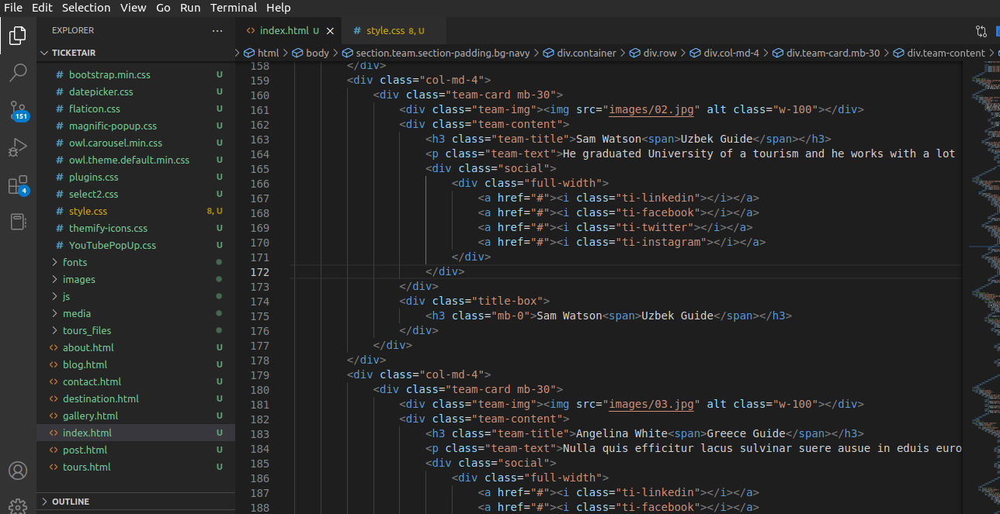 File Edit Selection View Go Run Terminal Help
EXPLORER ···
index.html U ×
# style.css 8, U
TICKETAIR
html > body > section.team.section-padding.bg-navy > div.container > div.row > div.col-md-4 > div.team-card.mb-30 > div.team-content >
# bootstrap.min.css U
# datepicker.css U
# flaticon.css U
# magnific-popup.css U
# owl.carousel.min.css U
# owl.theme.default.min.css U
# plugins.css U
# select2.css U
# style.css 8, U
# themify-icons.css U
# YouTubePopUp.css U
> fonts
> images
> js
> media
> tours_files
<> about.html U
<> blog.html U
<> contact.html U
<> destination.html U
<> gallery.html U
<> index.html U
<> post.html U
<> tours.html U
OUTLINE
151
4
158 </div>
159 <div class="col-md-4">
160 <div class="team-card mb-30">
161 <div class="team-img"><img src="images/02.jpg" alt class="w-100"></div>
162 <div class="team-content">
163 <h3 class="team-title">Sam Watson<span>Uzbek Guide</span></h3>
164 <p class="team-text">He graduated University of a tourism and he works with a lot
165 <div class="social">
166 <div class="full-width">
167 <a href="#"><i class="ti-linkedin"></i></a>
168 <a href="#"><i class="ti-facebook"></i></a>
169 <a href="#"><i class="ti-twitter"></i></a>
170 <a href="#"><i class="ti-instagram"></i></a>
171 </div>
172 </div>
173 </div>
174 <div class="title-box">
175 <h3 class="mb-0">Sam Watson<span>Uzbek Guide</span></h3>
176 </div>
177 </div>
178 </div>
179 <div class="col-md-4">
180 <div class="team-card mb-30">
181 <div class="team-img"><img src="images/03.jpg" alt class="w-100"></div>
182 <div class="team-content">
183 <h3 class="team-title">Angelina White<span>Greece Guide</span></h3>
184 <p class="team-text">Nulla quis efficitur lacus sulvinar suere ausue in eduis euro
185 <div class="social">
186 <div class="full-width">
187 <a href="#"><i class="ti-linkedin"></i></a>
188 <a href="#"><i class="ti-facebook"></i></a>